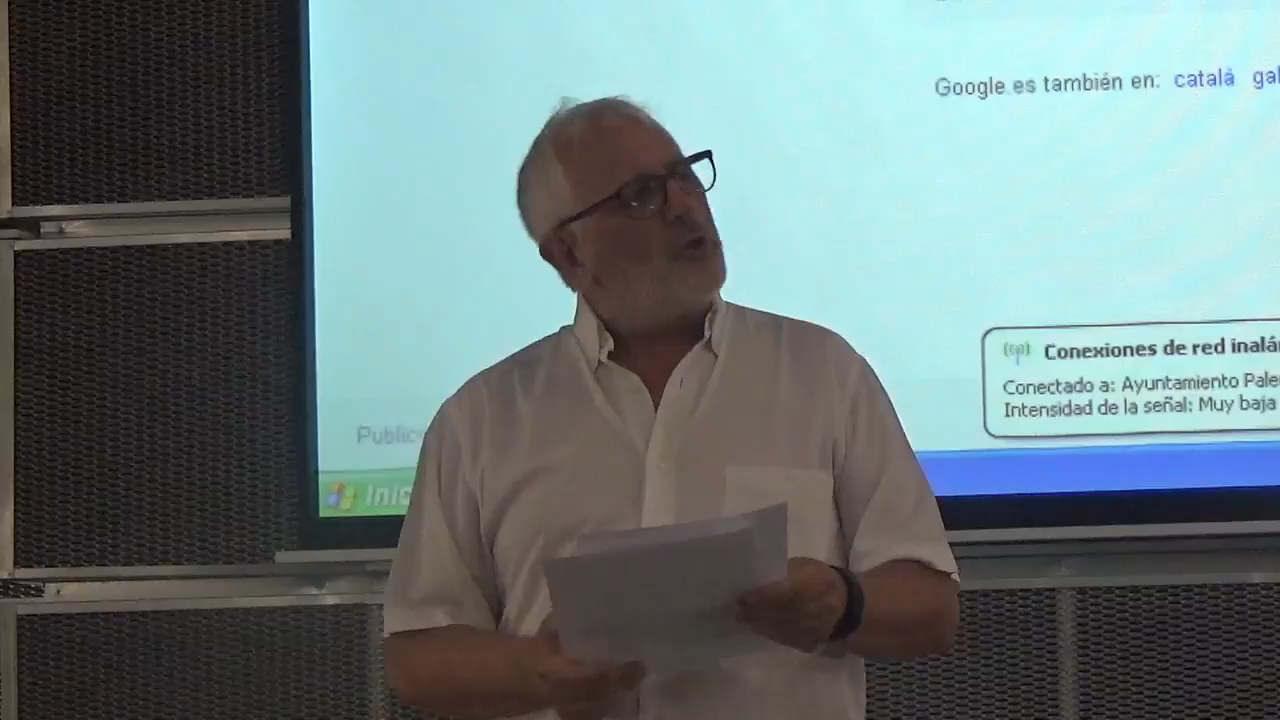 Google es también en: català gal
Conexiones de red inalá
Conectado a: Ayuntamiento Pale
Intensidad de la señal: Muy baja
Public
Inic